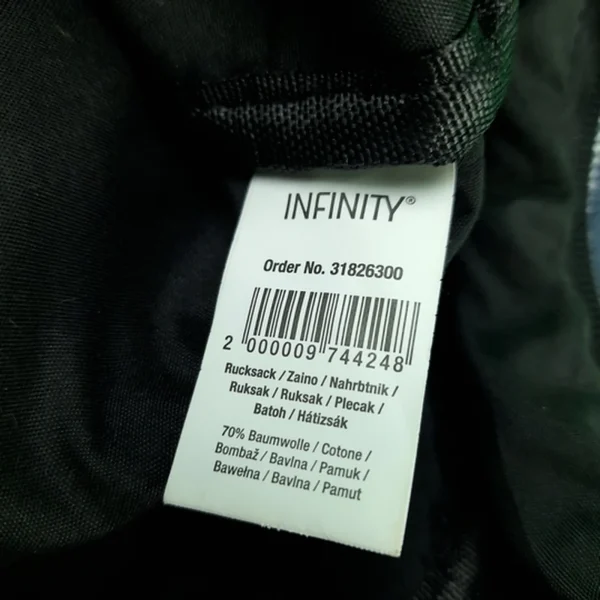 INFINITY®
Order No. 31826300
2 000009 744248
Rucksack / Zaino / Nahrbtnik /
Ruksak / Ruksak / Plecak /
Batoh / Hátizsák
70% Baumwolle / Cotone /
Bombaž / Bavlna / Pamuk /
Bawełna / Bavlna / Pamut